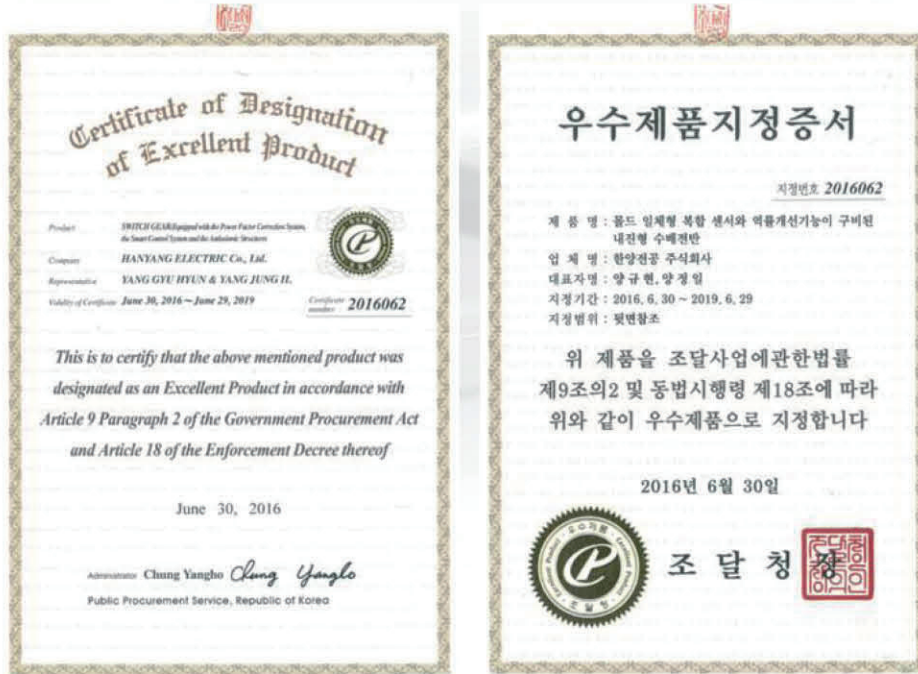 Certificate of Designation
of Excellent Product
Product SWITCH GEAR Equipped with the Power Factor Correction System,
the Smart Control System and the Antiseismic Structures
Company HANYANG ELECTRIC Co., Ltd.
Representative YANG GYU HYUN & YANG JUNG IL
Validity of Certificate June 30, 2016 ~ June 29, 2019
Certificate number : 2016062
This is to certify that the above mentioned product was
designated as an Excellent Product in accordance with
Article 9 Paragraph 2 of the Government Procurement Act
and Article 18 of the Enforcement Decree thereof
June 30, 2016
Administrator Chung Yangho Chung Yangho
Public Procurement Service, Republic of Korea
우수제품지정증서
지정번호 2016062
제 품 명 : 몰드 일체형 복합 센서와 역률개선기능이 구비된
내진형 수배전반
업 체 명 : 한양전공 주식회사
대표자명 : 양규현, 양정일
지정기간 : 2016. 6. 30 ~ 2019. 6. 29
지정범위 : 뒷면참조
위 제품을 조달사업에관한법률
제9조의2 및 동법시행령 제18조에 따라
위와 같이 우수제품으로 지정합니다
2016년 6월 30일
우수제품
Excellent Product
조달청
조 달 청 장